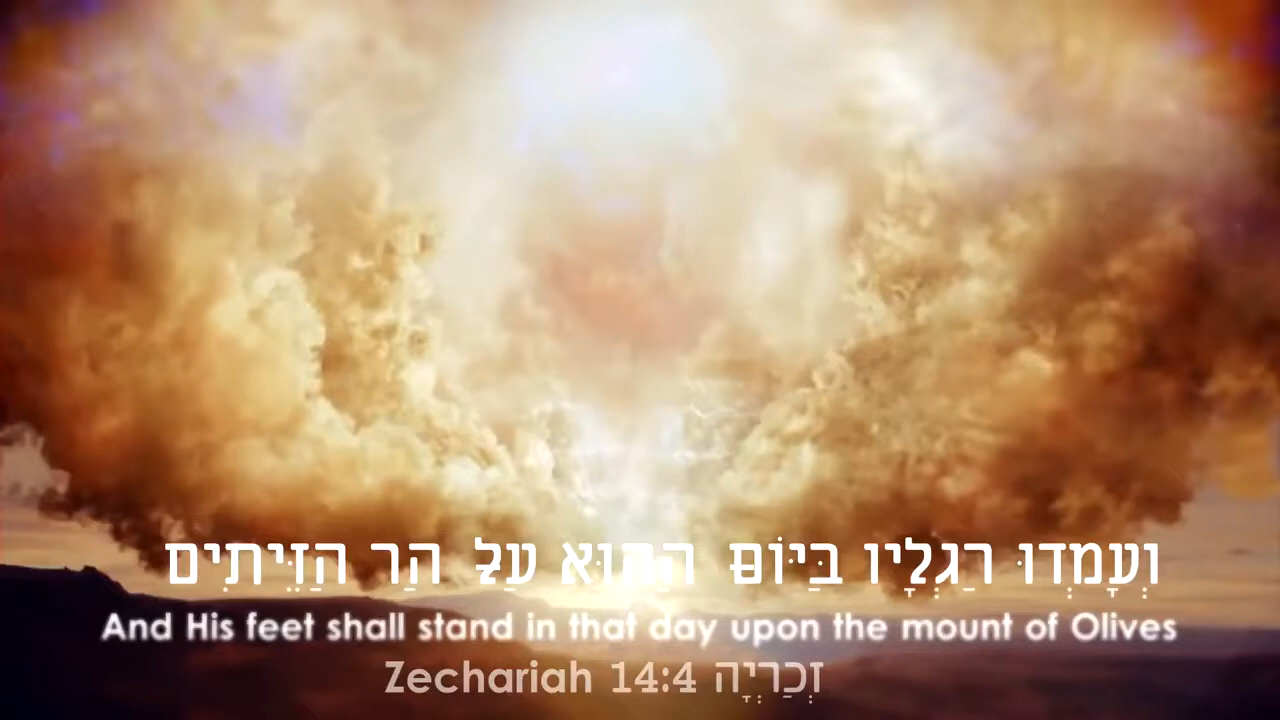 וְעָמְדוּ רַגְלָיו בַּיּוֹם הַהוּא עַל הַר הַזֵּיתִים
And His feet shall stand in that day upon the mount of Olives
Zechariah 14:4 זְכַרְיָה